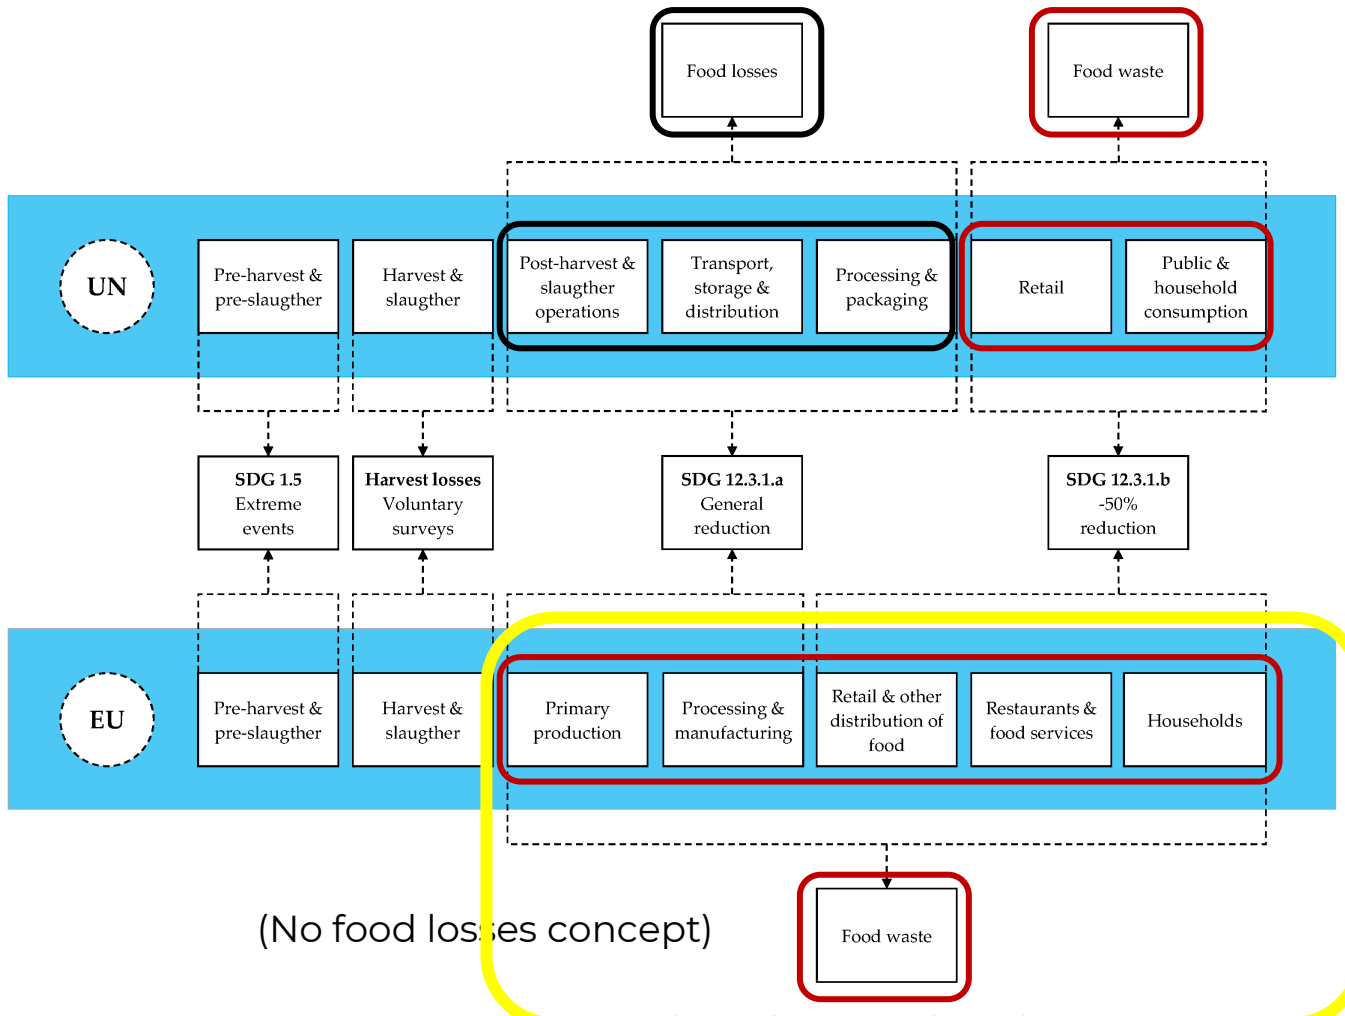 Food losses
Food waste
UN
Pre-harvest &
pre-slaugther
Harvest &
slaugther
Post-harvest &
slaugther
operations
Transport,
storage &
distribution
Processing &
packaging
Retail
Public &
household
consumption
SDG 1.5
Extreme
events
Harvest losses
Voluntary
surveys
SDG 12.3.1.a
General
reduction
SDG 12.3.1.b
-50%
reduction
EU
Pre-harvest &
pre-slaugther
Harvest &
slaugther
Primary
production
Processing &
manufacturing
Retail & other
distribution of
food
Restaurants &
food services
Households
(No food losses concept)
Food waste